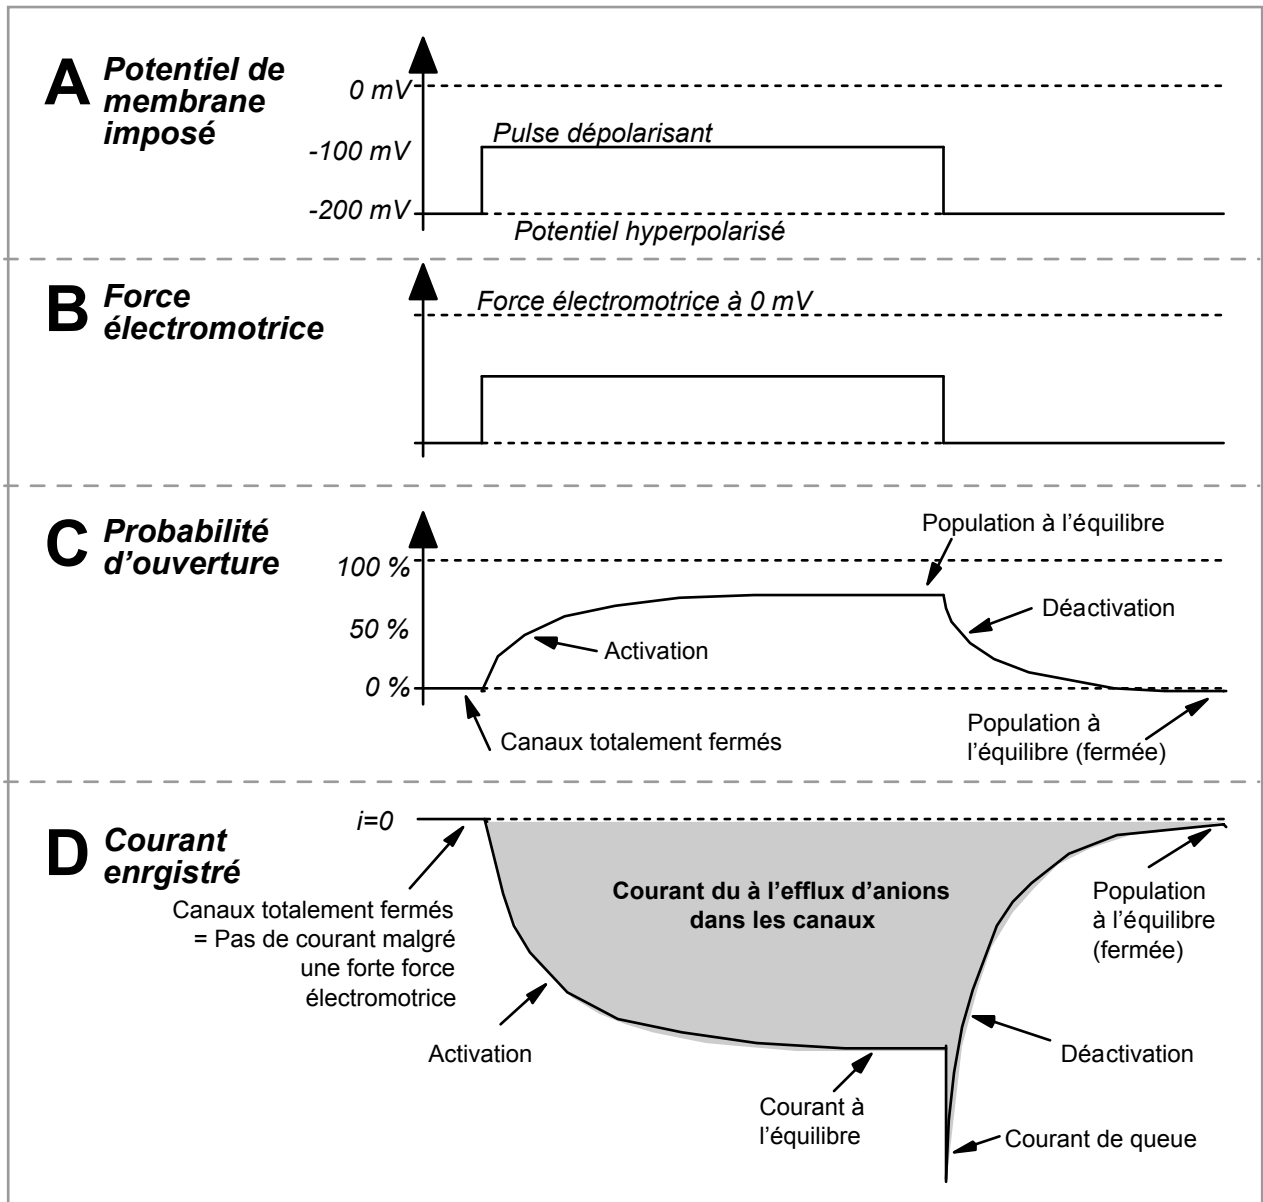 A Potentiel de
membrane
imposé
0 mV
-100 mV
-200 mV
Pulse dépolarisant
Potentiel hyperpolarisé
B Force
électromotrice
Force électromotrice à 0 mV
C Probabilité
d'ouverture
100 %
50 %
0 %
Population à l'équilibre
Déactivation
Activation
Canaux totalement fermés
Population à
l'équilibre (fermée)
D Courant
enrgistré
i=0
Canaux totalement fermés
= Pas de courant malgré
une forte force
électromotrice
Courant du à l'efflux d'anions
dans les canaux
Population
à l'équilibre
(fermée)
Activation
Déactivation
Courant à
l'équilibre
Courant de queue